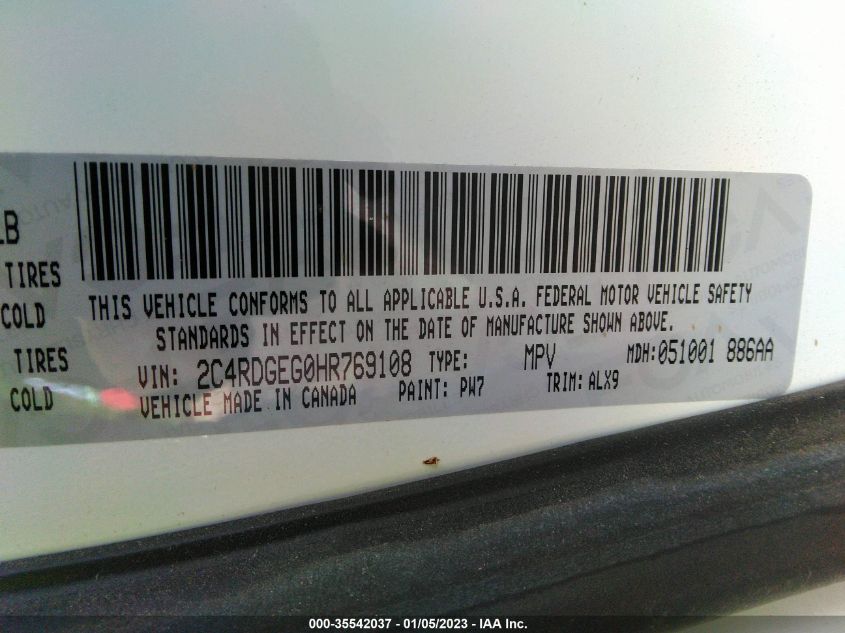 LB
TIRES
COLD
TIRES
COLD
THIS VEHICLE CONFORMS TO ALL APPLICABLE U.S.A. FEDERAL MOTOR VEHICLE SAFETY
STANDARDS IN EFFECT ON THE DATE OF MANUFACTURE SHOWN ABOVE.
VIN: 2C4RDGEG0HR769108 TYPE: MPV MDH:051001 886AA
VEHICLE MADE IN CANADA PAINT: PW7 TRIM: ALX9
000-35542037 - 01/05/2023 - IAA Inc.